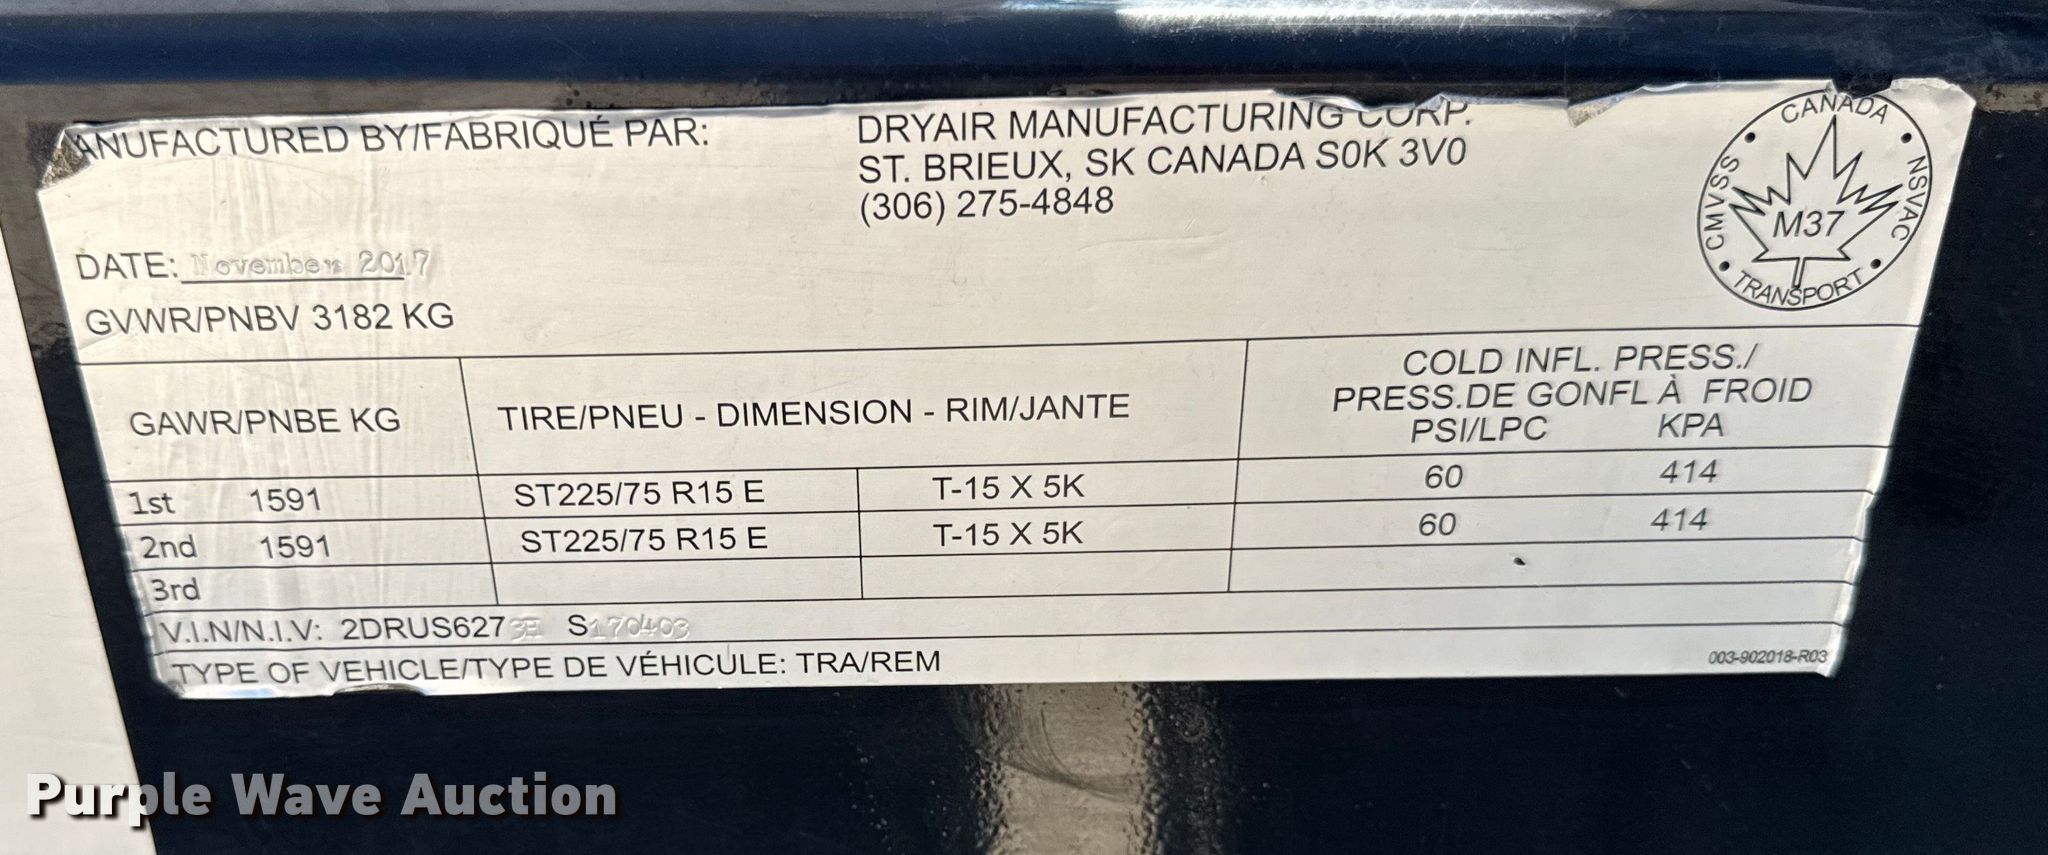 ANUFACTURED BY/FABRIQUÉ PAR:
DRYAIR MANUFACTURING CORP.
ST. BRIEUX, SK CANADA S0K 3V0
(306) 275-4848
CANADA
CMVSS
NSVAC
M37
TRANSPORT
DATE: November 2017
GVWR/PNBV 3182 KG
GAWR/PNBE KG
TIRE/PNEU - DIMENSION - RIM/JANTE
COLD INFL. PRESS./
PRESS.DE GONFL À FROID
PSI/LPC KPA
1st 1591 ST225/75 R15 E T-15 X 5K 60 414
2nd 1591 ST225/75 R15 E T-15 X 5K 60 414
3rd
V.I.N/N.I.V: 2DRUS627 S170403
TYPE OF VEHICLE/TYPE DE VÉHICULE: TRA/REM
003-902018-R03
Purple Wave Auction